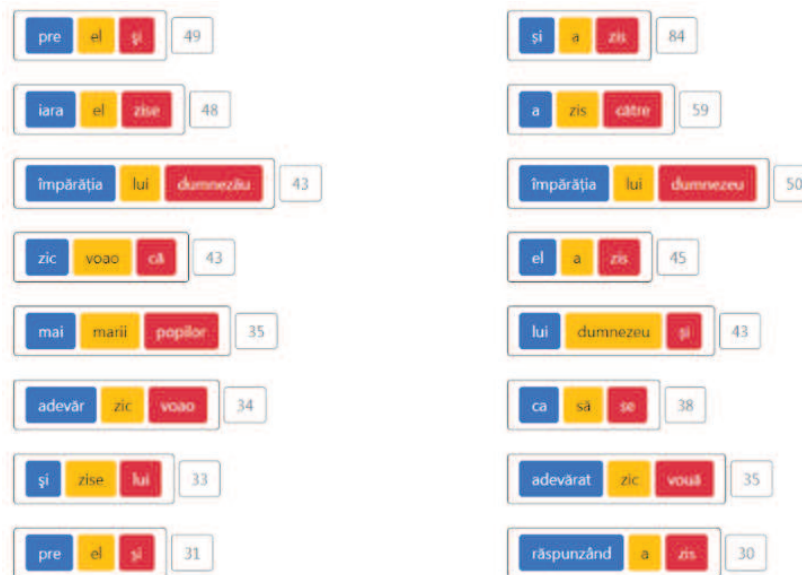 pre el și 49
iara el zise 48
împărăția lui dumnezău 43
zic voao că 43
mai marii popilor 35
adevăr zic voao 34
și zise lui 33
pre el și 31
și a zis 84
a zis către 59
împărăția lui dumnezeu 50
el a zis 45
lui dumnezeu și 43
ca să se 38
adevărat zic vouă 35
răspunzând a zis 30